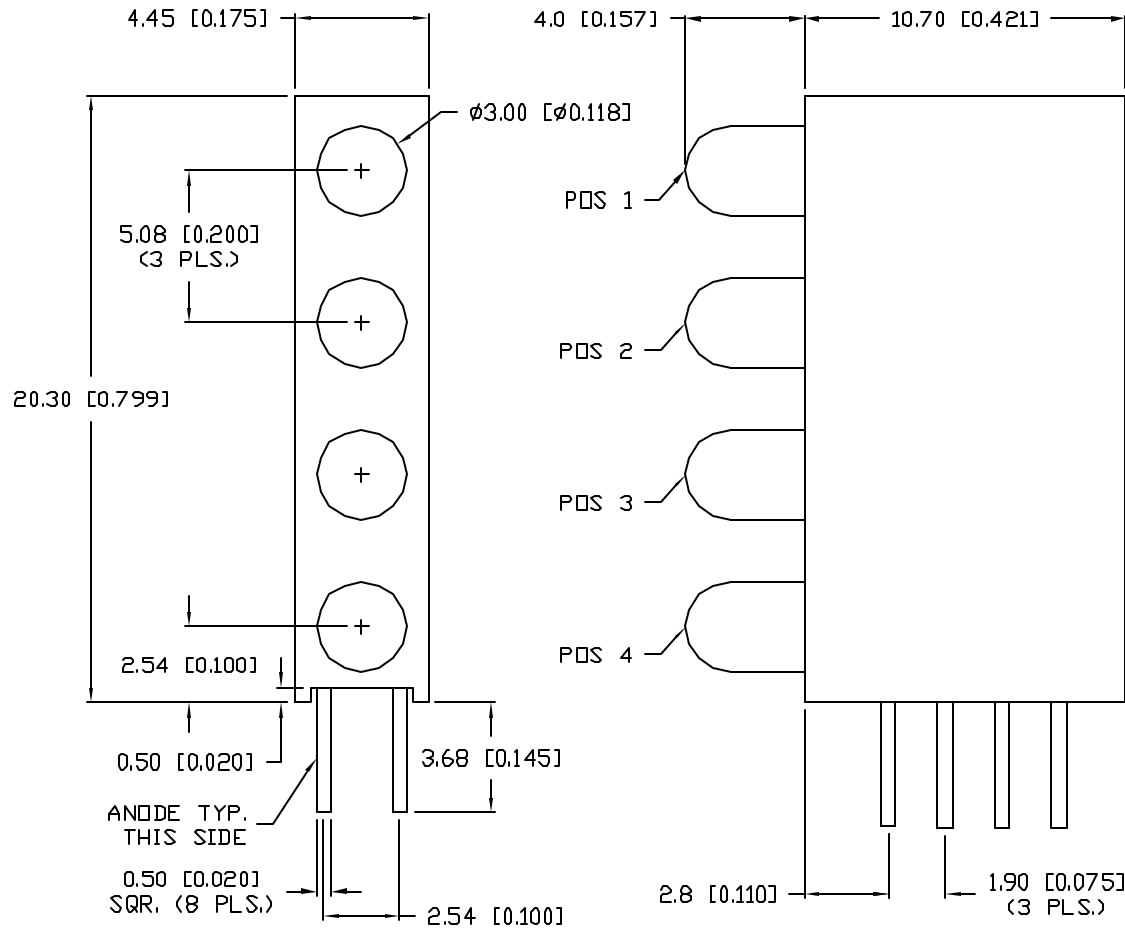 4.45 [0.175]
4.0 [0.157]
10.70 [0.421]
ø3.00 [ø0.118]
POS 1
5.08 [0.200]
(3 PLS.)
POS 2
20.30 [0.799]
POS 3
2.54 [0.100]
POS 4
0.50 [0.020]
3.68 [0.145]
ANODE TYP.
THIS SIDE
0.50 [0.020]
SQR. (8 PLS.)
2.54 [0.100]
2.8 [0.110]
1.90 [0.075]
(3 PLS.)